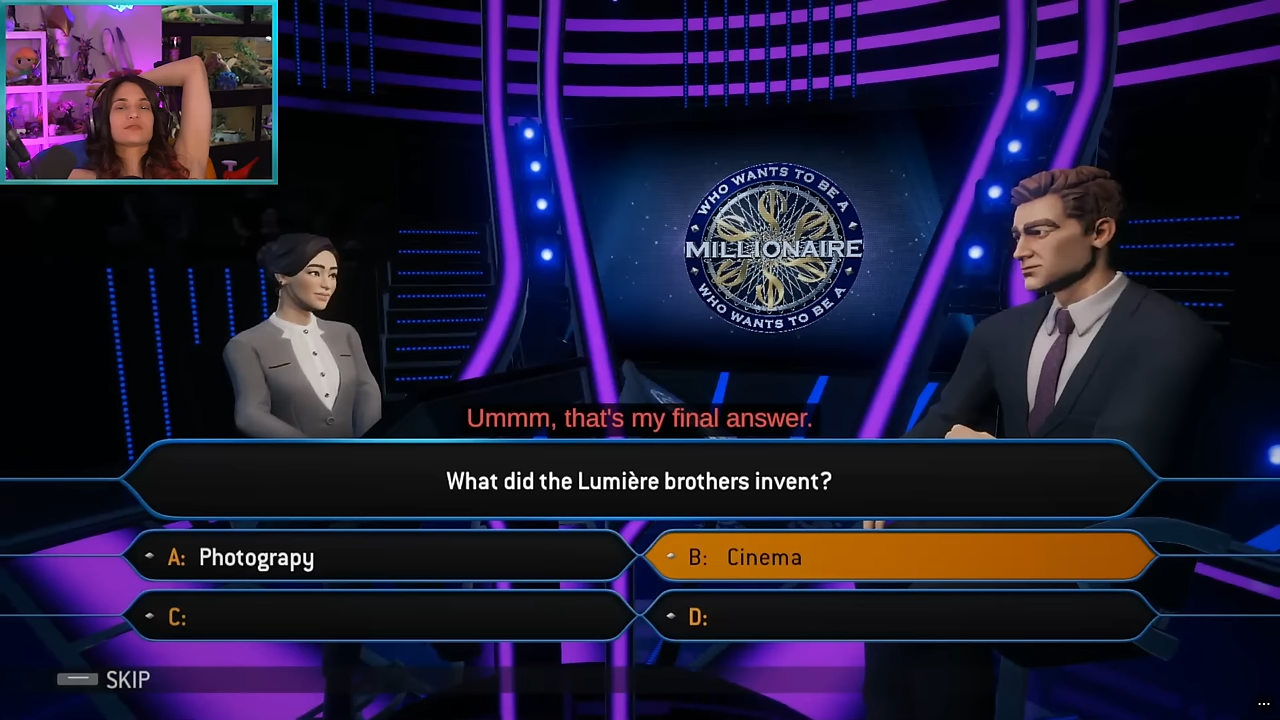 WHO WANTS TO BE A
MILLIONAIRE
WHO WANTS TO BE A
Ummm, that's my final answer.
What did the Lumière brothers invent?
A: Photograpy
B: Cinema
C:
D:
SKIP
...